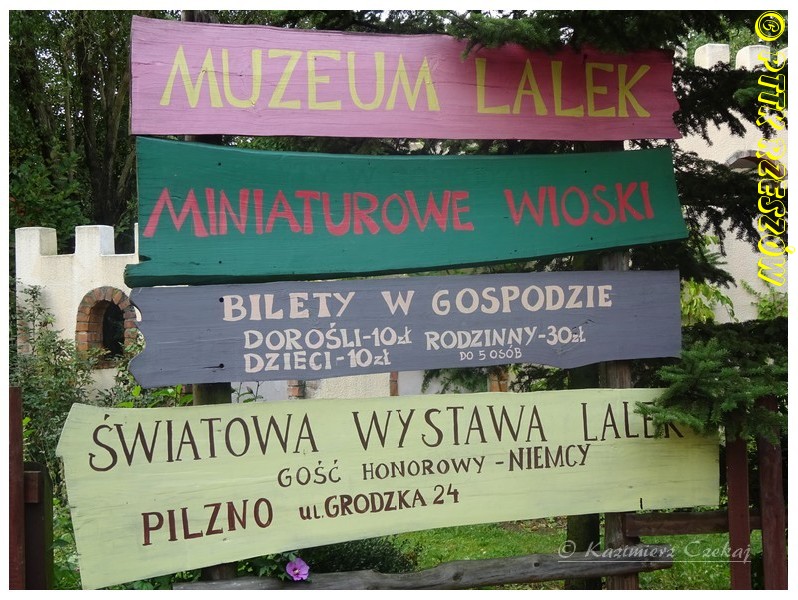 MUZEUM LALEK
MINIATUROWE WIOSKI
BILETY W GOSPODZIE
DOROŚLI-10zł RODZINNY-30zł
DZIECI-10zł DO 5 OSÓB
ŚWIATOWA WYSTAWA LALEK
GOŚĆ HONOROWY-NIEMCY
PILZNO ul.GRODZKA 24
© Kazimierz Czekaj
© PTTK RZESZÓW